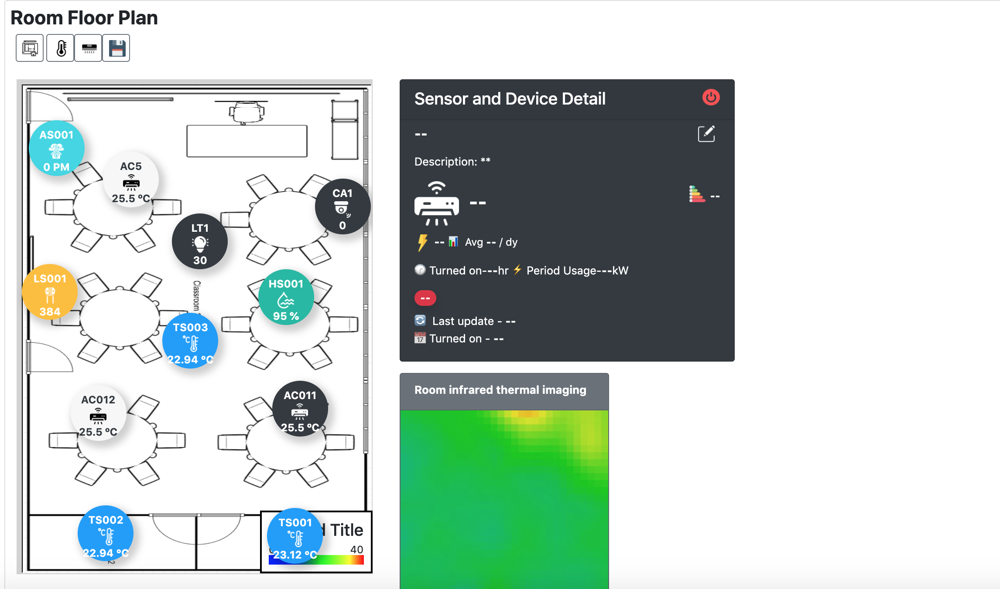 Room Floor Plan
AS001
0 PM
AC5
25.5 °C
CA1
0
LT1
30
LS001
384
Classroom
HS001
95 %
TS003
22.94 °C
AC012
25.5 °C
AC011
25.5 °C
TS002
22.94 °C
2
TS001
23.12 °C
Title
40
Sensor and Device Detail
--
Description: **
--
--
-- Avg -- / dy
Turned on---hr Period Usage---kW
--
Last update - --
17 Turned on - --
Room infrared thermal imaging